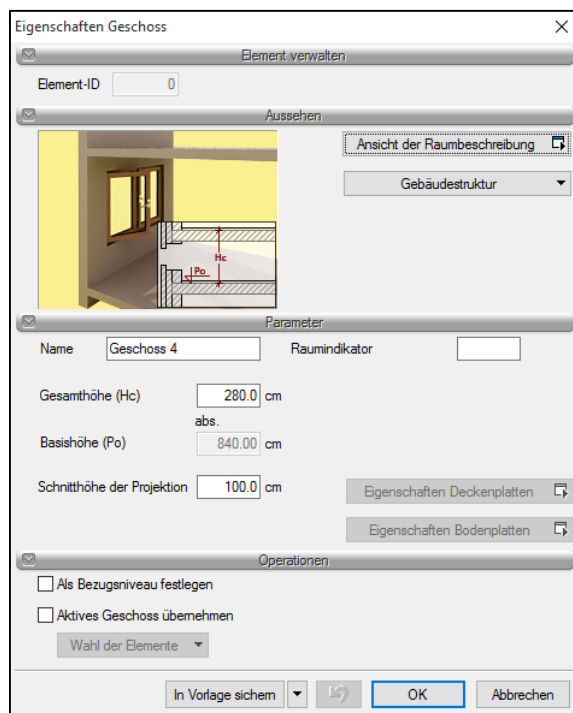 Eigenschaften Geschoss
Element verwalten
Element-ID 0
Aussehen
Ansicht der Raumbeschreibung
Gebäudestruktur
Hc
Po
Parameter
Name Geschoss 4 Raumindikator
Gesamthöhe (Hc) 280.0 cm
abs.
Basishöhe (Po) 840.00 cm
Schnitthöhe der Projektion 100.0 cm
Eigenschaften Deckenplatten
Eigenschaften Bodenplatten
Operationen
Als Bezugsniveau festlegen
Aktives Geschoss übernehmen
Wahl der Elemente
In Vorlage sichern OK Abbrechen